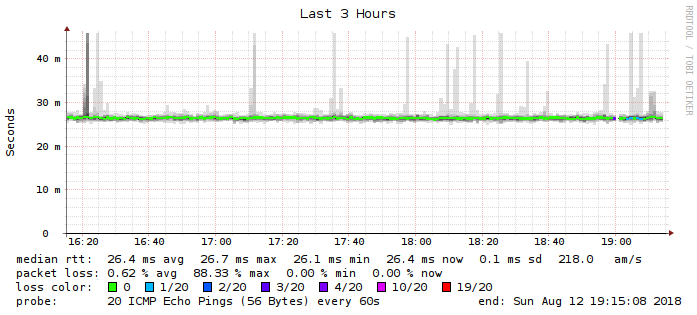 Last 3 Hours
RRDTOOL / TOBI OETIKER
Seconds
40 m
30 m
20 m
10 m
0
16:20 16:40 17:00 17:20 17:40 18:00 18:20 18:40 19:00
median rtt: 26.4 ms avg 26.7 ms max 26.1 ms min 26.4 ms now 0.1 ms sd 218.0 am/s
packet loss: 0.62 % avg 88.33 % max 0.00 % min 0.00 % now
loss color: 0 1/20 2/20 3/20 4/20 10/20 19/20
probe: 20 ICMP Echo Pings (56 Bytes) every 60s end: Sun Aug 12 19:15:08 2018